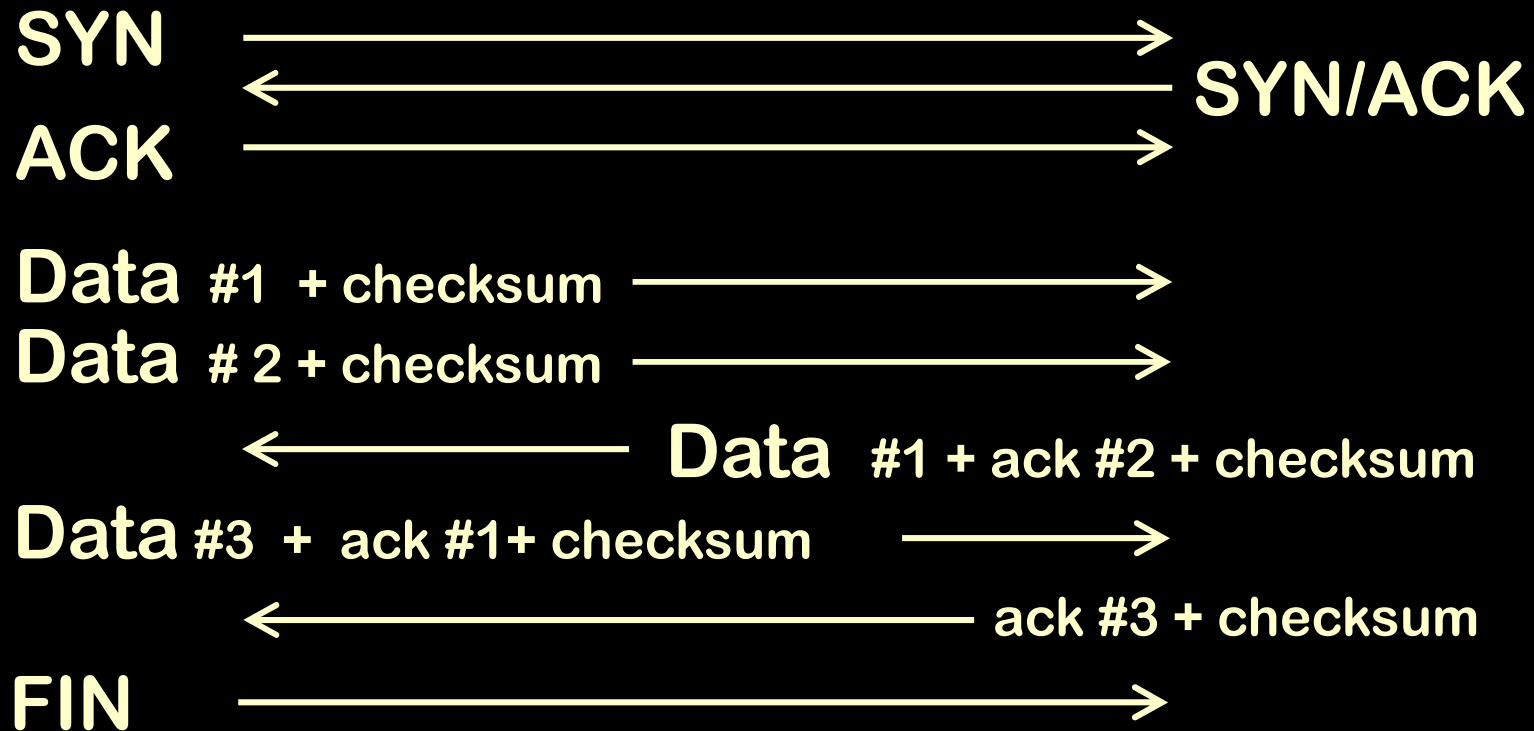 SYN
SYN/ACK
ACK
Data #1 + checksum
Data # 2 + checksum
Data #1 + ack #2 + checksum
Data #3 + ack #1+ checksum
ack #3 + checksum
FIN